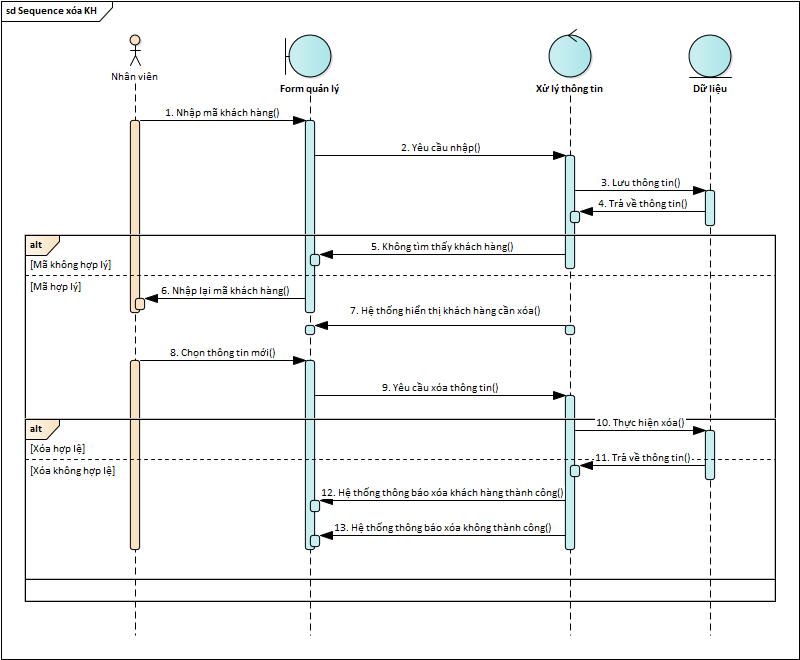 sd Sequence xóa KH
Nhân viên
Form quản lý
Xử lý thông tin
Dữ liệu
1. Nhập mã khách hàng()
2. Yêu cầu nhập()
3. Lưu thông tin()
4. Trả về thông tin()
alt
5. Không tìm thấy khách hàng()
[Mã không hợp lý]
[Mã hợp lý]
6. Nhập lại mã khách hàng()
7. Hệ thống hiển thị khách hàng cần xóa()
8. Chọn thông tin mới()
9. Yêu cầu xóa thông tin()
alt
10. Thực hiện xóa()
[Xóa hợp lệ]
11. Trả về thông tin()
[Xóa không hợp lệ]
12. Hệ thống thông báo xóa khách hàng thành công()
13. Hệ thống thông báo xóa không thành công()